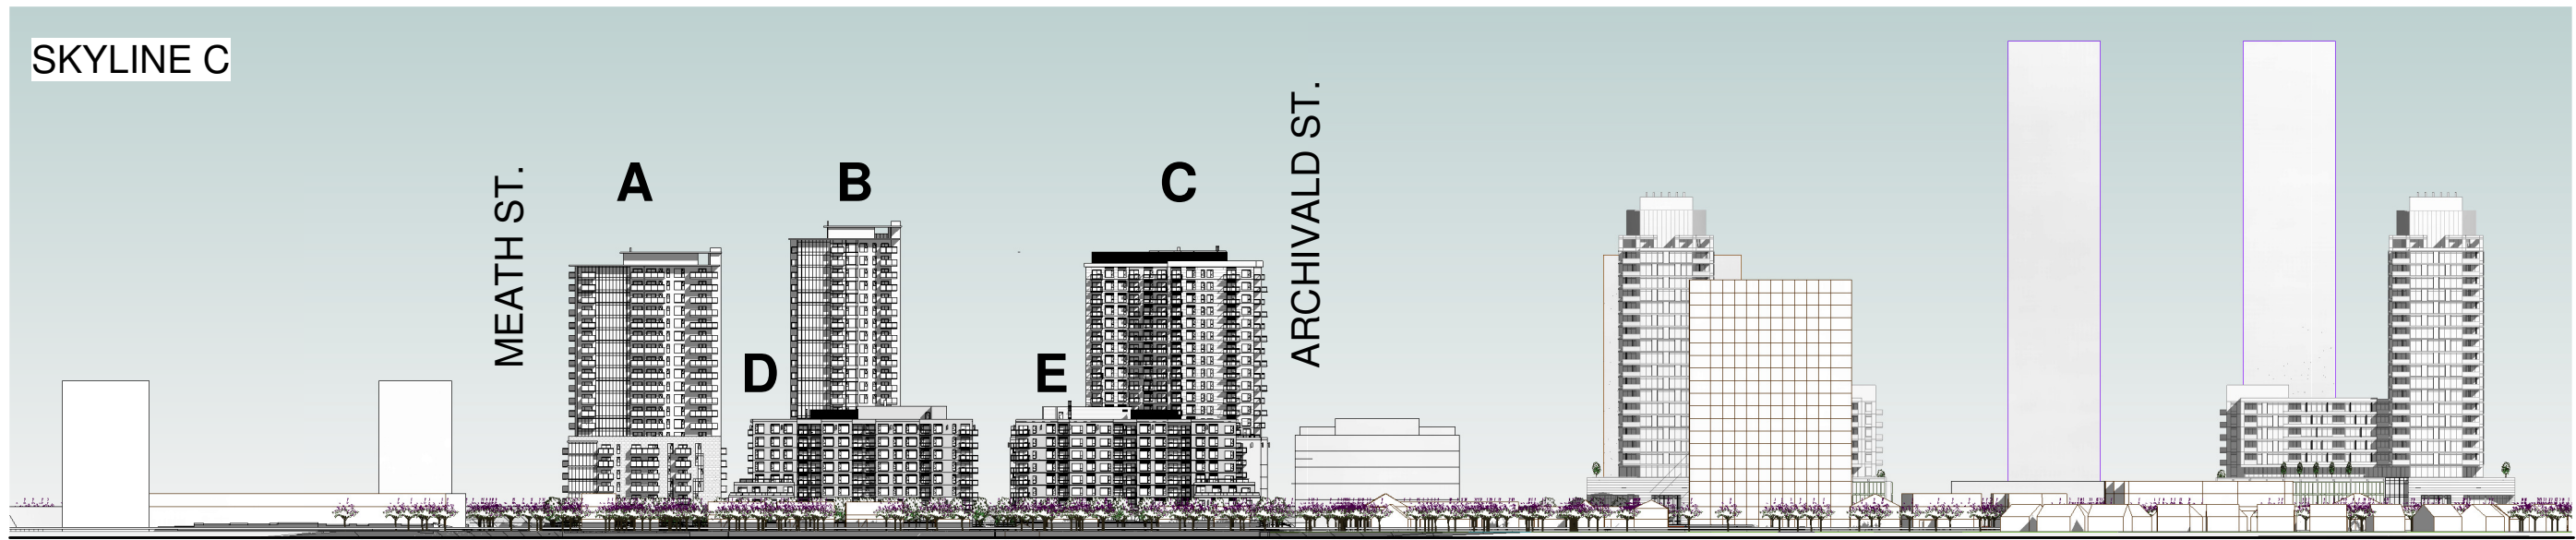 SKYLINE C
MEATH ST.
A
B
C
ARCHIVALD ST.
D
E